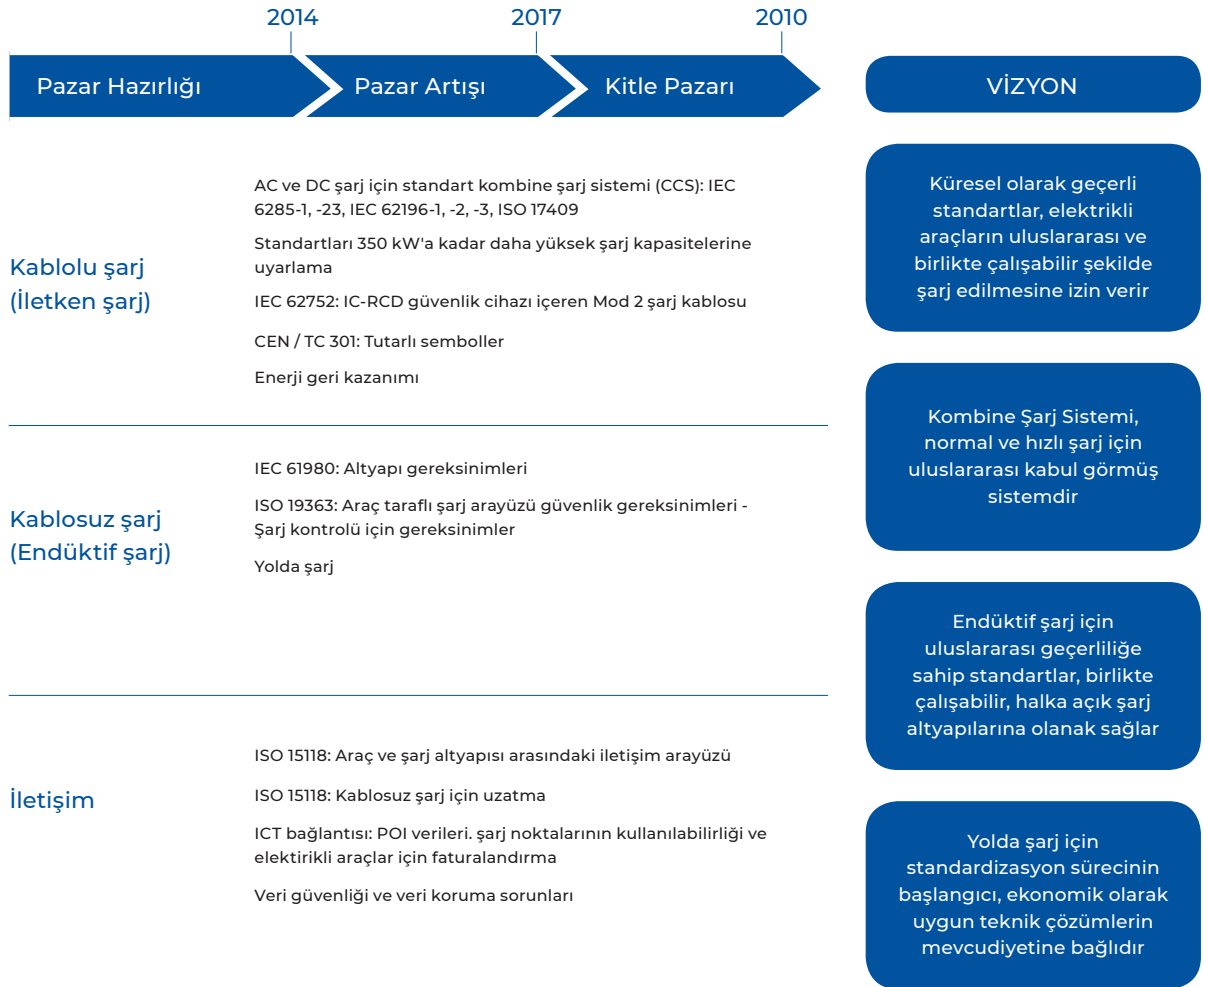 2014
2017
2010
Pazar Hazırlığı
Pazar Artışı
Kitle Pazarı
Kablolu şarj
(İletken şarj)
AC ve DC şarj için standart kombine şarj sistemi (CCS): IEC
6285-1, -23, IEC 62196-1, -2, -3, ISO 17409
Standartları 350 kW'a kadar daha yüksek şarj kapasitelerine
uyarlama
IEC 62752: IC-RCD güvenlik cihazı içeren Mod 2 şarj kablosu
CEN / TC 301: Tutarlı semboller
Enerji geri kazanımı
Kablosuz şarj
(Endüktif şarj)
IEC 61980: Altyapı gereksinimleri
ISO 19363: Araç taraflı şarj arayüzü güvenlik gereksinimleri -
Şarj kontrolü için gereksinimler
Yolda şarj
İletişim
ISO 15118: Araç ve şarj altyapısı arasındaki iletişim arayüzü
ISO 15118: Kablosuz şarj için uzatma
ICT bağlantısı: POI verileri. şarj noktalarının kullanılabilirliği ve
elektirikli araçlar için faturalandırma
Veri güvenliği ve veri koruma sorunları
VİZYON
Küresel olarak geçerli
standartlar, elektrikli
araçların uluslararası ve
birlikte çalışabilir şekilde
şarj edilmesine izin verir
Kombine Şarj Sistemi,
normal ve hızlı şarj için
uluslararası kabul görmüş
sistemdir
Endüktif şarj için
uluslararası geçerliliğe
sahip standartlar, birlikte
çalışabilir, halka açık şarj
altyapılarına olanak sağlar
Yolda şarj için
standardizasyon sürecinin
başlangıcı, ekonomik olarak
uygun teknik çözümlerin
mevcudiyetine bağlıdır